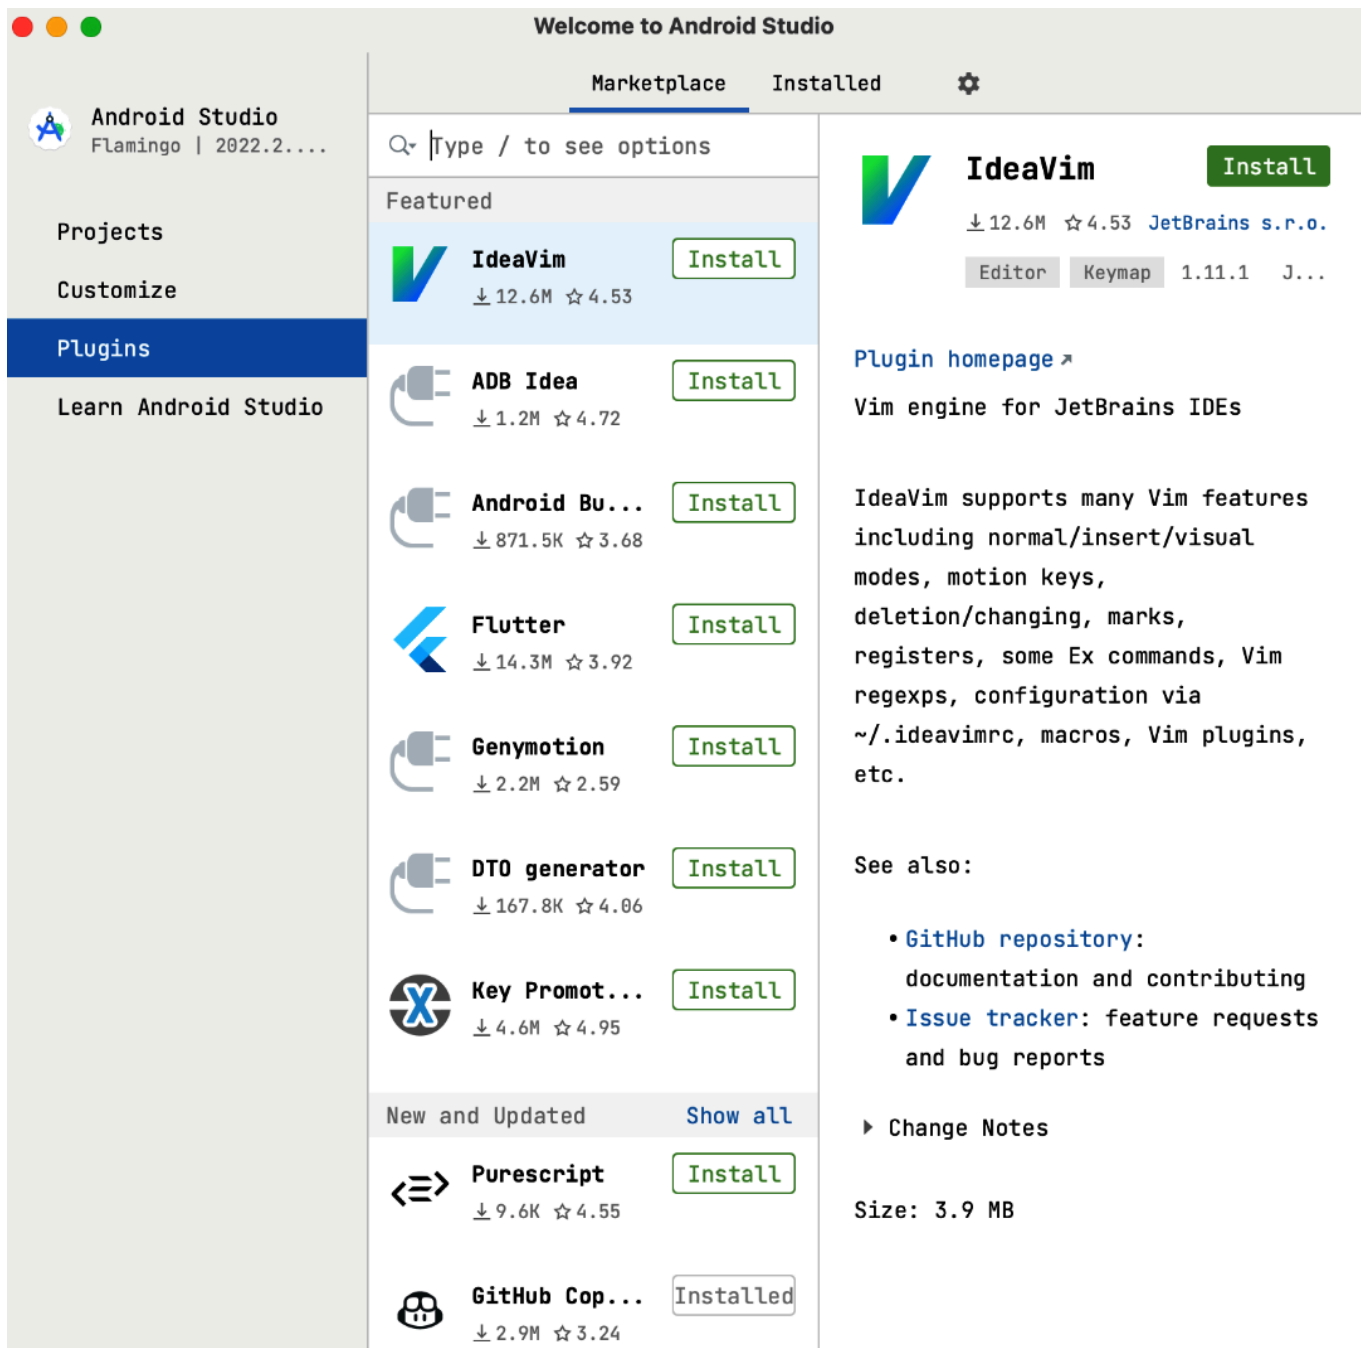 Welcome to Android Studio
Android Studio
Flamingo | 2022.2....
Projects
Customize
Plugins
Learn Android Studio
Marketplace Installed
Type / to see options
Featured
IdeaVim Install
12.6M 4.53
ADB Idea Install
1.2M 4.72
Android Bu... Install
871.5K 3.68
Flutter Install
14.3M 3.92
Genymotion Install
2.2M 2.59
DTO generator Install
167.8K 4.06
Key Promot... Install
4.6M 4.95
New and Updated Show all
Purescript Install
9.6K 4.55
GitHub Cop... Installed
2.9M 3.24
IdeaVim Install
12.6M 4.53 JetBrains s.r.o.
Editor Keymap 1.11.1 J...
Plugin homepage
Vim engine for JetBrains IDEs
IdeaVim supports many Vim features
including normal/insert/visual
modes, motion keys,
deletion/changing, marks,
registers, some Ex commands, Vim
regexps, configuration via
~/.ideavimrc, macros, Vim plugins,
etc.
See also:
• GitHub repository:
documentation and contributing
• Issue tracker: feature requests
and bug reports
Change Notes
Size: 3.9 MB